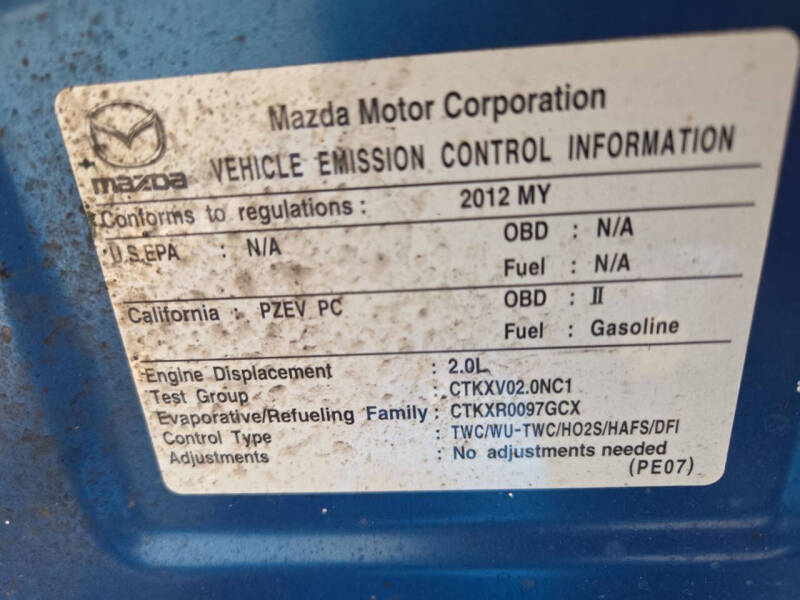 Mazda Motor Corporation
mazda
VEHICLE EMISSION CONTROL INFORMATION
Conforms to regulations : 2012 MY
U.S.EPA : N/A OBD : N/A
Fuel : N/A
California : PZEV PC OBD : II
Fuel : Gasoline
Engine Displacement : 2.0L
Test Group : CTKXV02.0NC1
Evaporative/Refueling Family : CTKXR0097GCX
Control Type : TWC/WU-TWC/HO2S/HAFS/DFI
Adjustments : No adjustments needed
(PE07)